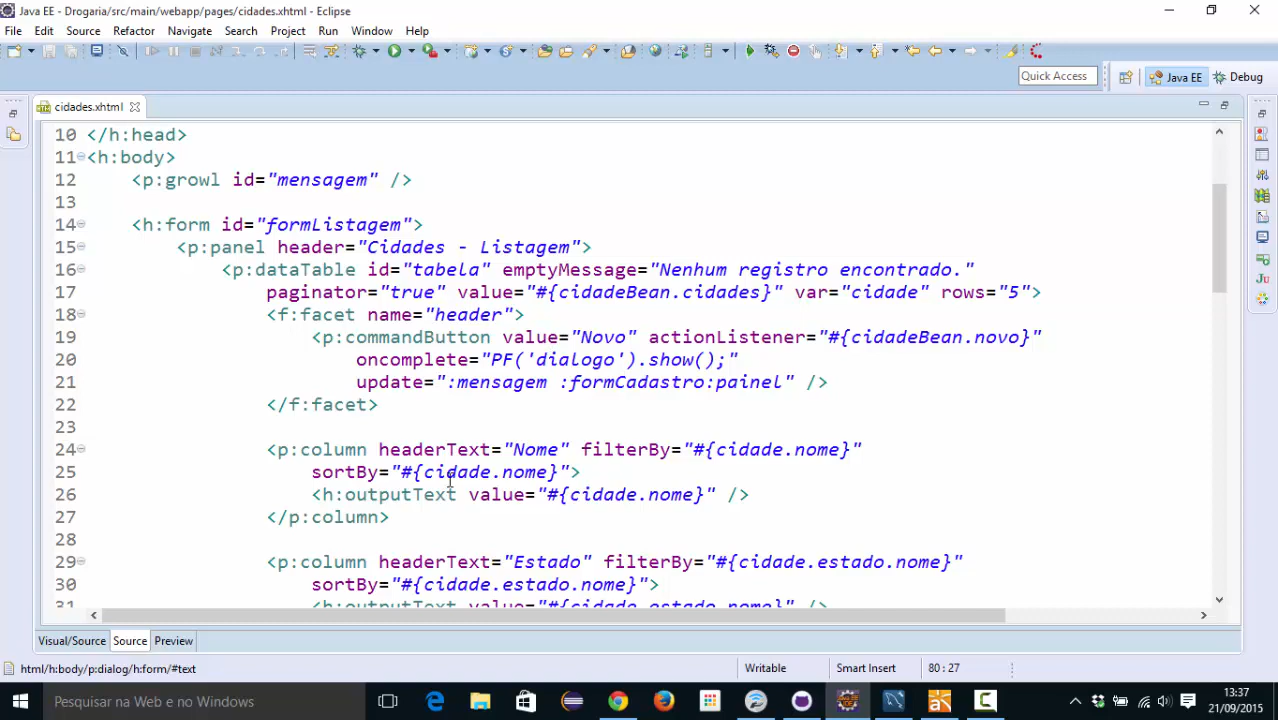 Java EE - Drogaria/src/main/webapp/pages/cidades.xhtml - Eclipse
File Edit Source Refactor Navigate Search Project Run Window Help
Quick Access Java EE Debug
cidades.xhtml
10 </h:head>
11 <h:body>
12 <p:growl id="mensagem" />
13
14 <h:form id="formListagem">
15 <p:panel header="Cidades - Listagem">
16 <p:dataTable id="tabela" emptyMessage="Nenhum registro encontrado."
17 paginator="true" value="#{cidadeBean.cidades}" var="cidade" rows="5">
18 <f:facet name="header">
19 <p:commandButton value="Novo" actionListener="#{cidadeBean.novo}"
20 oncomplete="PF('dialogo').show();"
21 update=":mensagem :formCadastro:painel" />
22 </f:facet>
23
24 <p:column headerText="Nome" filterBy="#{cidade.nome}"
25 sortBy="#{cidade.nome}">
26 <h:outputText value="#{cidade.nome}" />
27 </p:column>
28
29 <p:column headerText="Estado" filterBy="#{cidade.estado.nome}"
30 sortBy="#{cidade.estado.nome}">
31 <h:outputText value="#{cidade.estado.nome}" />
Visual/Source Source Preview
html/h:body/p:dialog/h:form/#text Writable Smart Insert 80 : 27
Pesquisar na Web e no Windows
13:37
21/09/2015